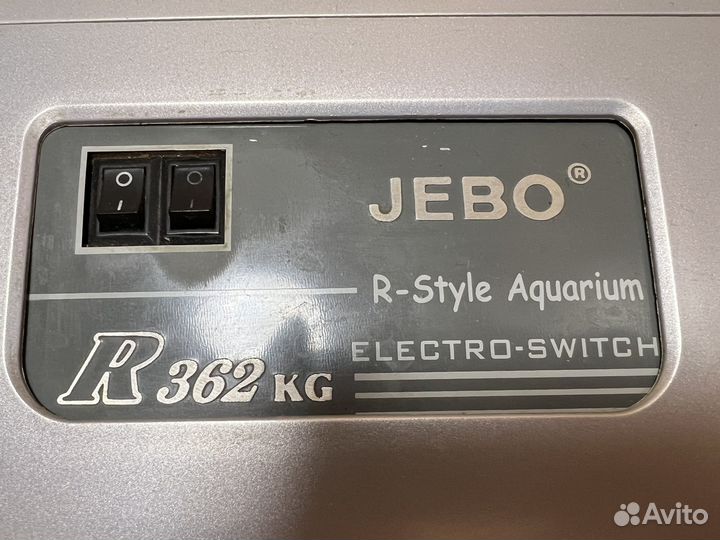 JEBO®
R-Style Aquarium
ELECTRO-SWITCH
R 362 KG
Avito